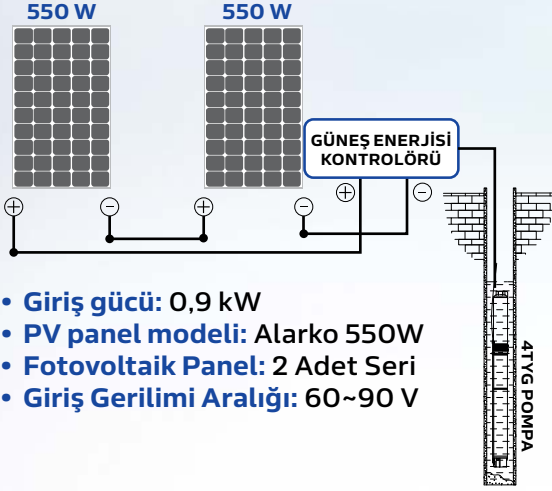 550 W
550 W
GÜNEŞ ENERJİSİ
KONTROLÖRÜ
+
-
+
-
+
-
• Giriş gücü: 0,9 kW
• PV panel modeli: Alarko 550W
• Fotovoltaik Panel: 2 Adet Seri
• Giriş Gerilimi Aralığı: 60~90 V
4TYG POMPA